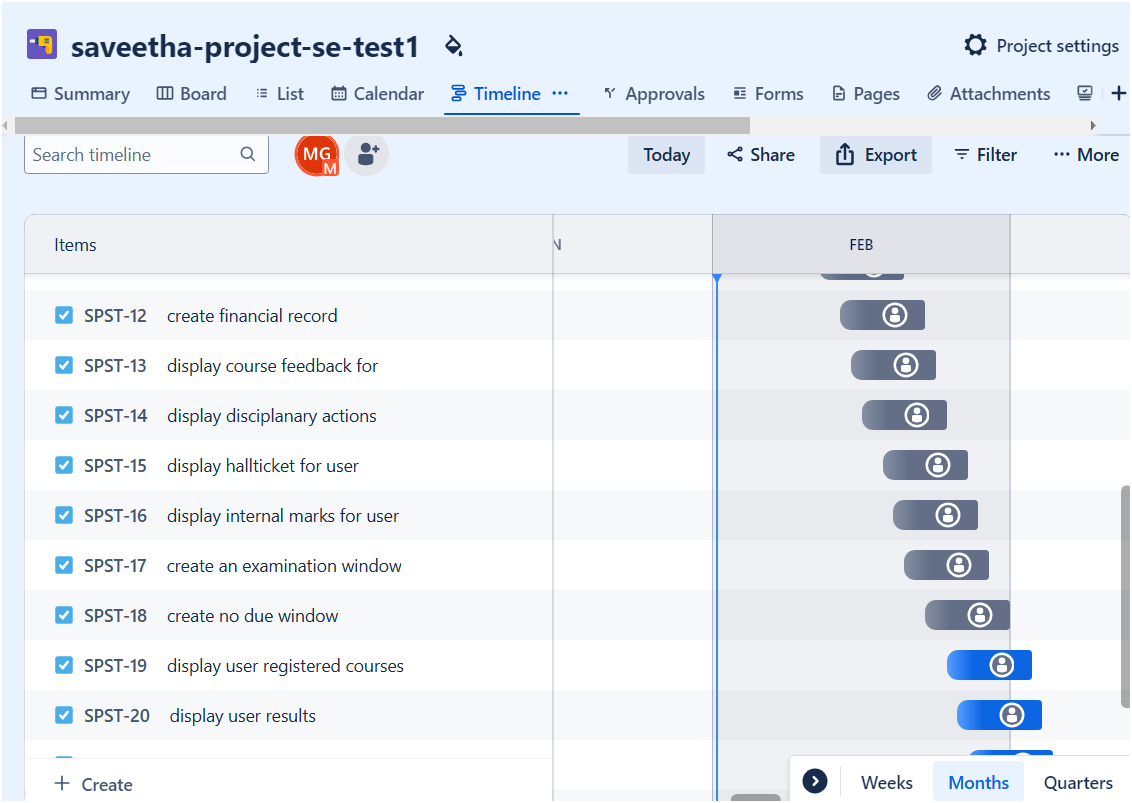 saveetha-project-se-test1
Project settings
Summary Board List Calendar Timeline Approvals Forms Pages Attachments
Search timeline MG M Today Share Export Filter More
Items N FEB
SPST-12 create financial record
SPST-13 display course feedback for
SPST-14 display disciplanary actions
SPST-15 display hallticket for user
SPST-16 display internal marks for user
SPST-17 create an examination window
SPST-18 create no due window
SPST-19 display user registered courses
SPST-20 display user results
+ Create
Weeks Months Quarters